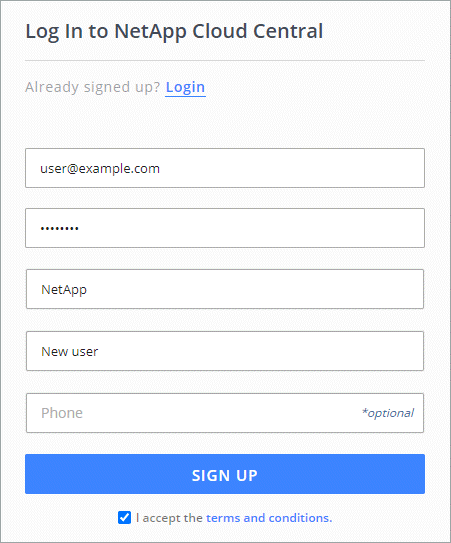 Log In to NetApp Cloud Central
Already signed up? Login
user@example.com
••••••••
NetApp
New user
Phone *optional
SIGN UP
I accept the terms and conditions.